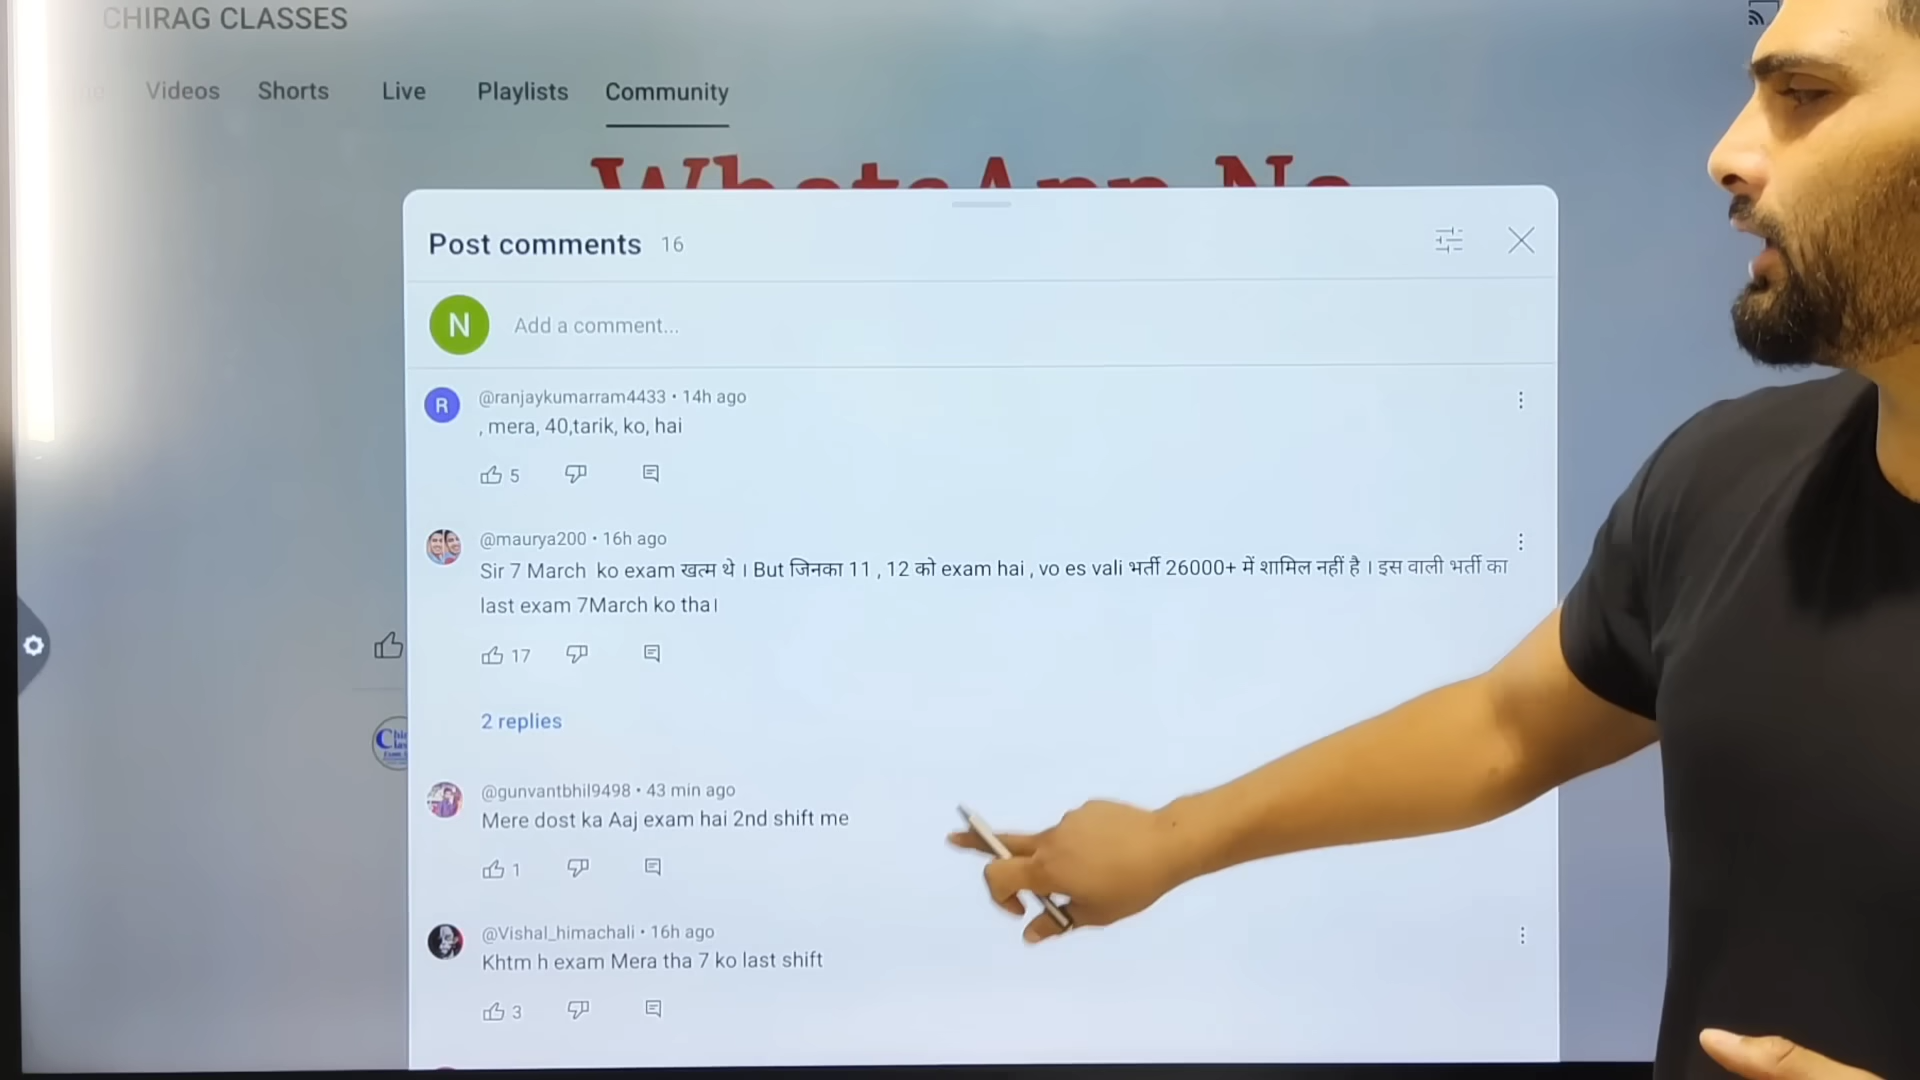 CHIRAG CLASSES
Videos Shorts Live Playlists Community
WhatsApp No
Post comments 16
N Add a comment...
R @ranjaykumarram4433 • 14h ago
, mera, 40,tarik, ko, hai
5
@maurya200 • 16h ago
Sir 7 March ko exam खत्म थे । But जिनका 11 , 12 को exam hai , vo es vali भर्ती 26000+ में शामिल नहीं है । इस वाली भर्ती का
last exam 7March ko tha।
17
2 replies
@gunvantbhil9498 • 43 min ago
Mere dost ka Aaj exam hai 2nd shift me
1
@Vishal_himachali • 16h ago
Khtm h exam Mera tha 7 ko last shift
3